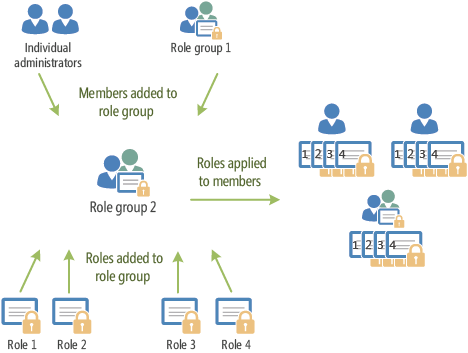 Individual
administrators
Role group 1
Members added to
role group
Roles applied
to members
Role group 2
1 2 3 4
1 2 3 4
1 2 3 4
Roles added to
role group
Role 1
Role 2
Role 3
Role 4